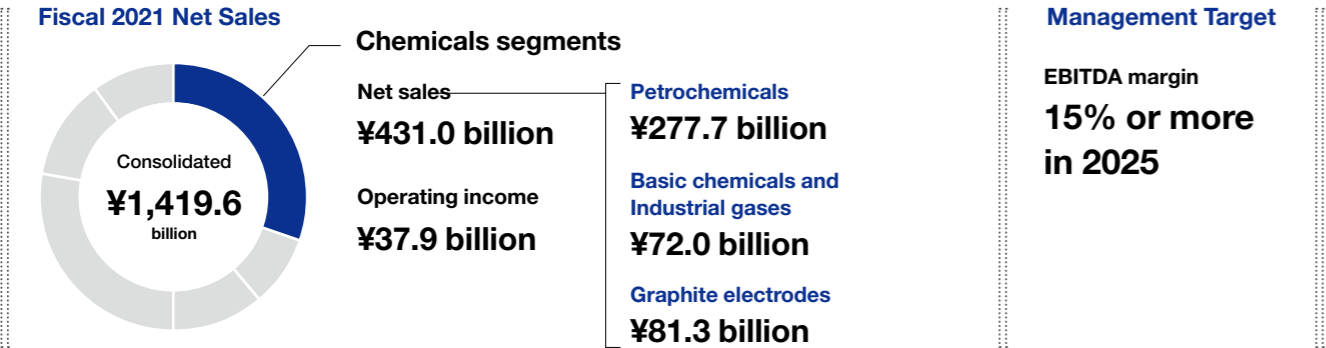 Fiscal 2021 Net Sales
Consolidated
¥1,419.6
billion
Chemicals segments
Net sales
¥431.0 billion
Operating income
¥37.9 billion
Petrochemicals
¥277.7 billion
Basic chemicals and
Industrial gases
¥72.0 billion
Graphite electrodes
¥81.3 billion
Management Target
EBITDA margin
15% or more
in 2025